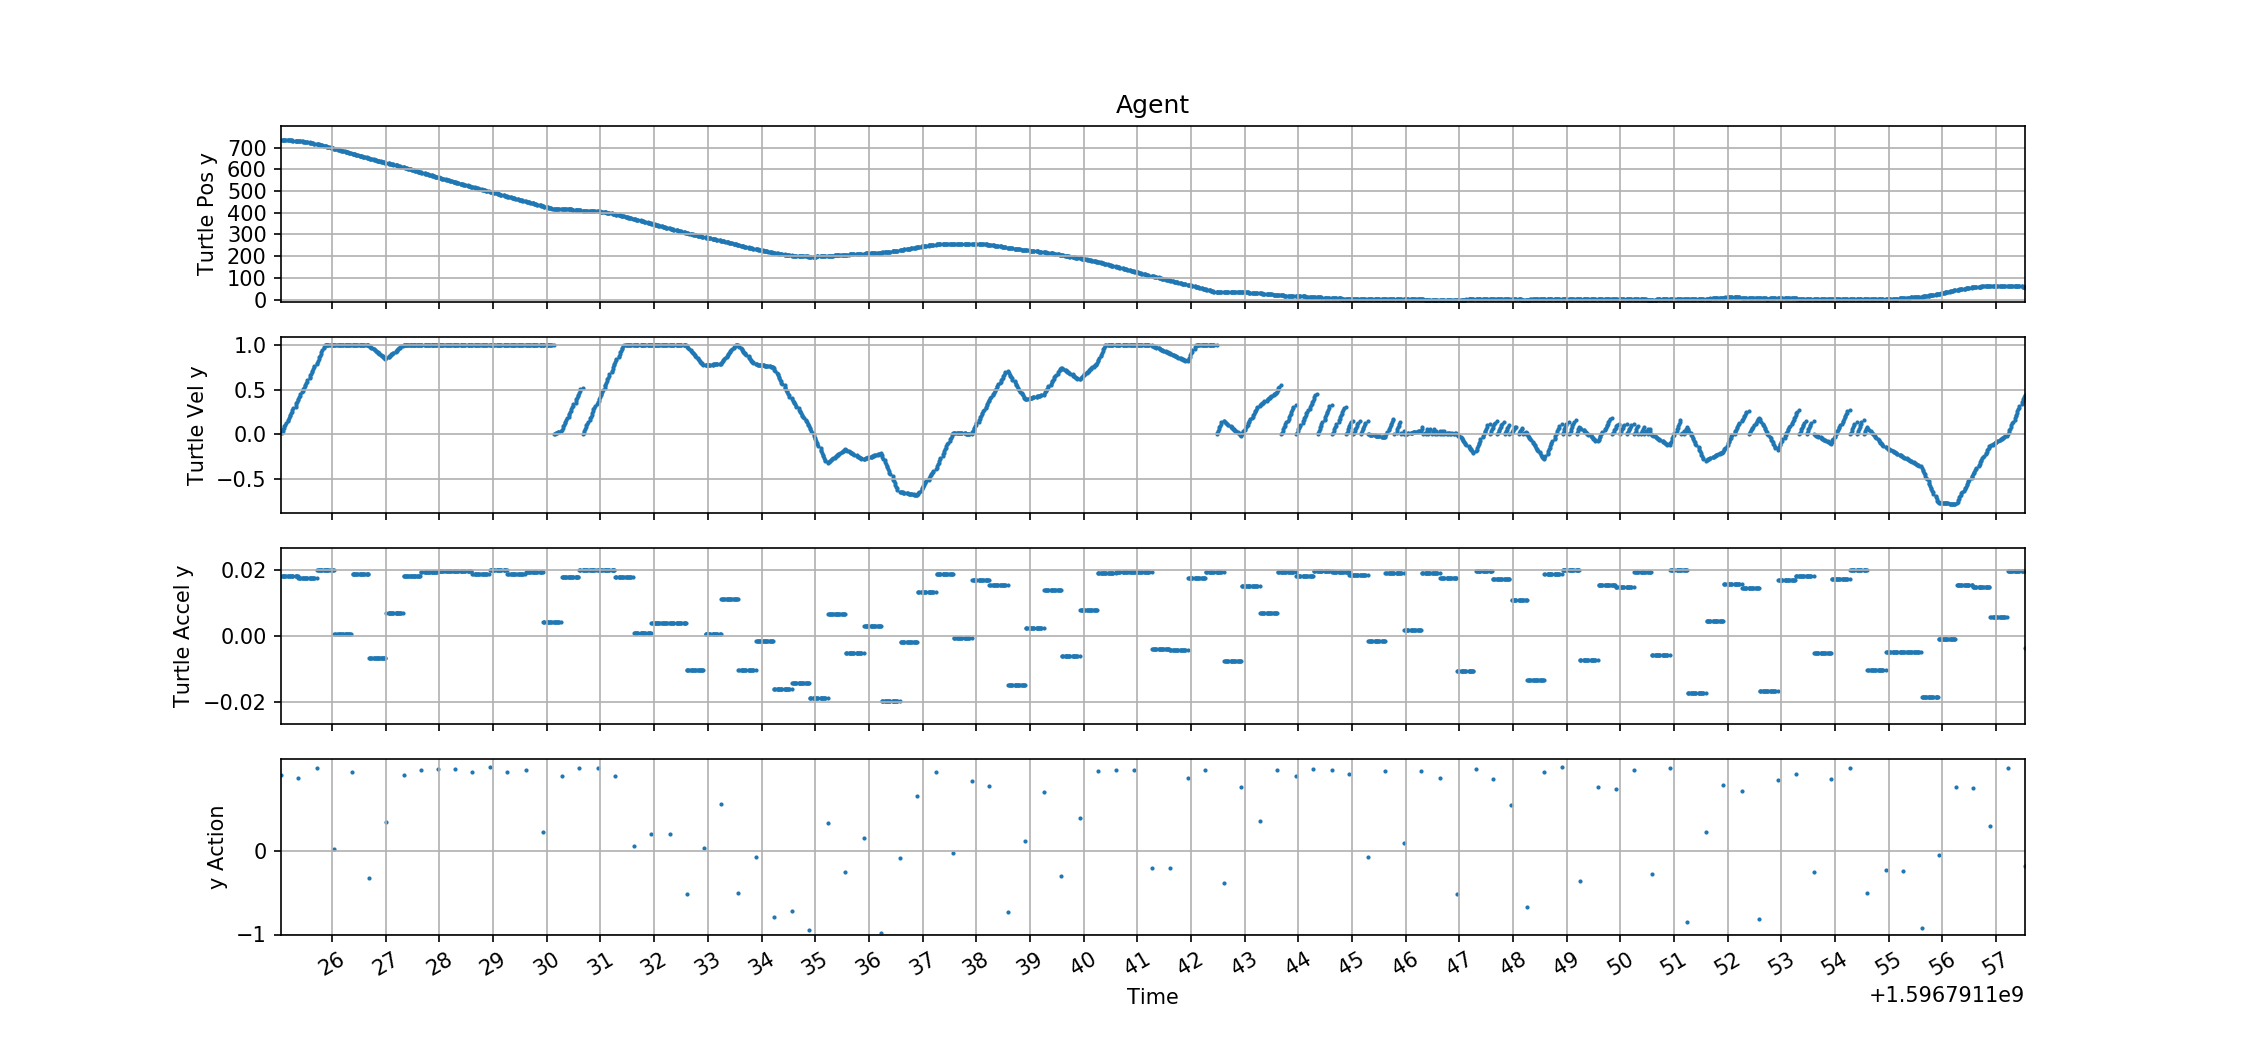 Agent
Turtle Pos y
700
600
500
400
300
200
100
0
Turtle Vel y
1.0
0.5
0.0
−0.5
Turtle Accel y
0.02
0.00
−0.02
y Action
0
−1
26 27 28 29 30 31 32 33 34 35 36 37 38 39 40 41 42 43 44 45 46 47 48 49 50 51 52 53 54 55 56 57
Time
+1.5967911e9